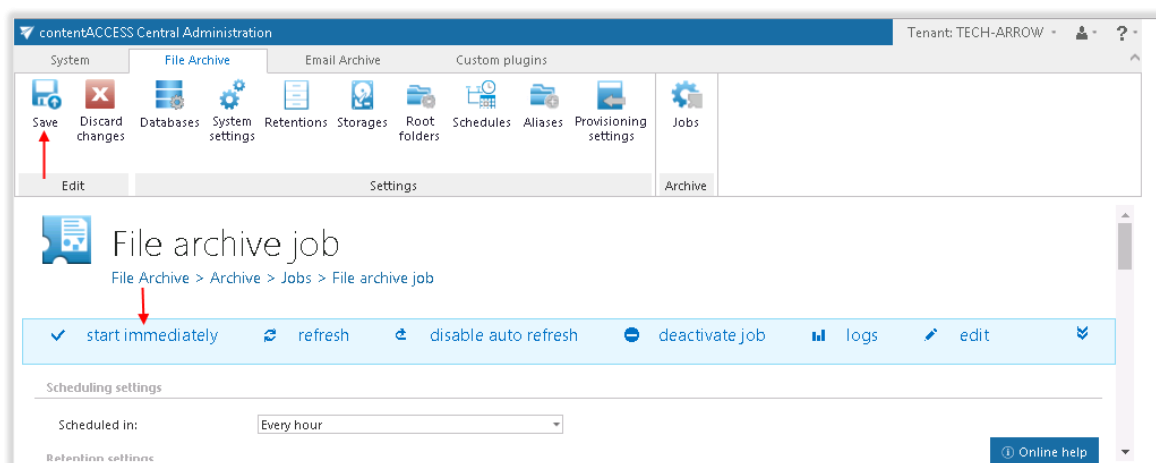 contentACCESS Central Administration Tenant: TECH-ARROW ?
System File Archive Email Archive Custom plugins
Save Discard changes Databases System settings Retentions Storages Root folders Schedules Aliases Provisioning settings Jobs
Edit Settings Archive
File archive job
File Archive > Archive > Jobs > File archive job
start immediately refresh disable auto refresh deactivate job logs edit
Scheduling settings
Scheduled in: Every hour
Retention settings
Online help